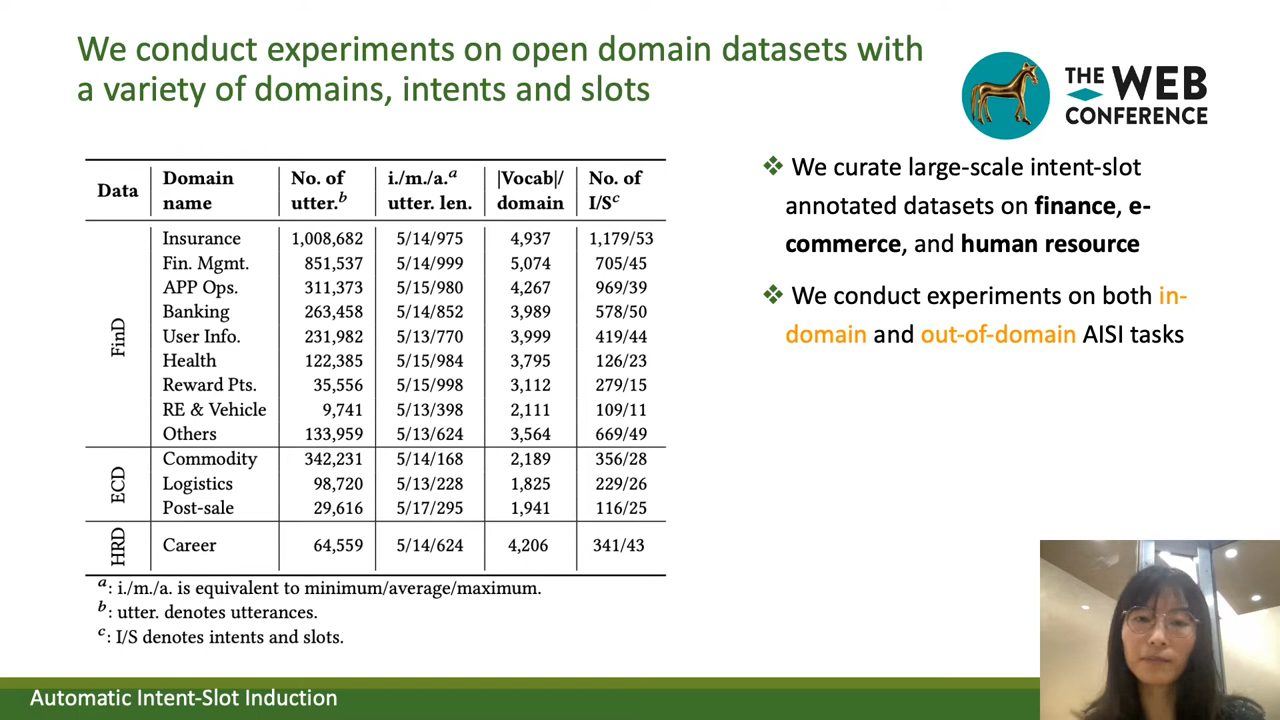 We conduct experiments on open domain datasets with
a variety of domains, intents and slots
THE WEB
CONFERENCE
Data Domain name No. of utter.b i./m./a.a utter. len. |Vocab|/ domain No. of I/Sc
FinD
Insurance 1,008,682 5/14/975 4,937 1,179/53
Fin. Mgmt. 851,537 5/14/999 5,074 705/45
APP Ops. 311,373 5/15/980 4,267 969/39
Banking 263,458 5/14/852 3,989 578/50
User Info. 231,982 5/13/770 3,999 419/44
Health 122,385 5/15/984 3,795 126/23
Reward Pts. 35,556 5/15/998 3,112 279/15
RE & Vehicle 9,741 5/13/398 2,111 109/11
Others 133,959 5/13/624 3,564 669/49
ECD
Commodity 342,231 5/14/168 2,189 356/28
Logistics 98,720 5/13/228 1,825 229/26
Post-sale 29,616 5/17/295 1,941 116/25
HRD
Career 64,559 5/14/624 4,206 341/43
a: i./m./a. is equivalent to minimum/average/maximum.
b: utter. denotes utterances.
c: I/S denotes intents and slots.
❖ We curate large-scale intent-slot
annotated datasets on finance, e-
commerce, and human resource
❖ We conduct experiments on both in-
domain and out-of-domain AISI tasks
Automatic Intent-Slot Induction